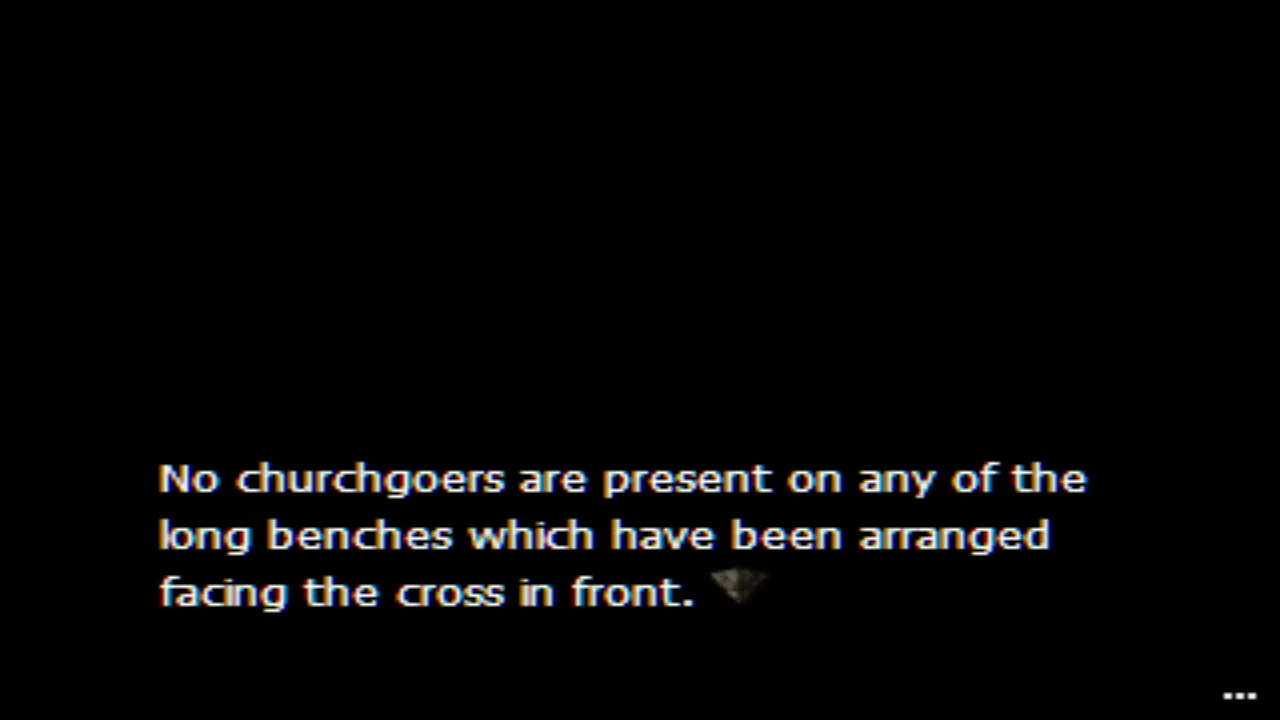 No churchgoers are present on any of the
long benches which have been arranged
facing the cross in front.
...